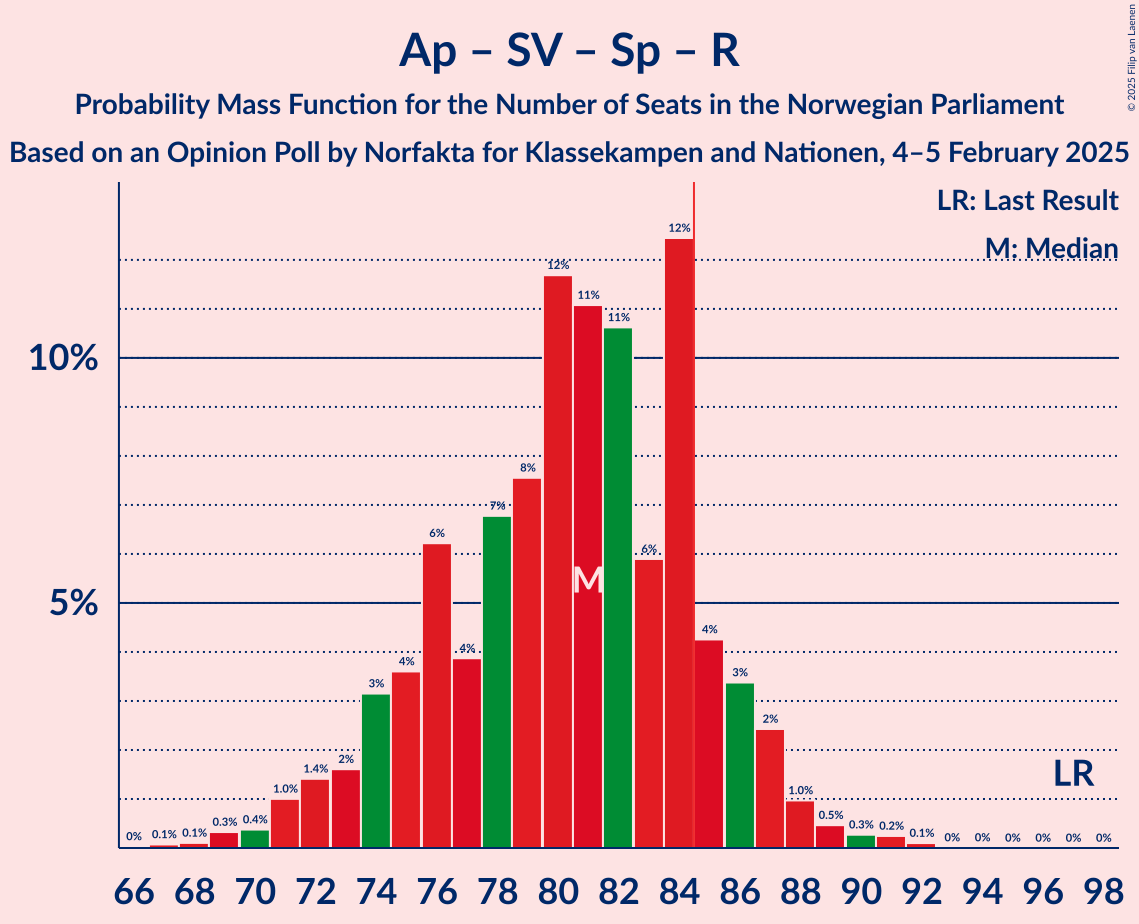 Ap – SV – Sp – R
Probability Mass Function for the Number of Seats in the Norwegian Parliament
Based on an Opinion Poll by Norfakta for Klassekampen and Nationen, 4–5 February 2025
© 2025 Filip van Laenen
LR: Last Result
M: Median
10%
5%
0% 0.1% 0.1% 0.3% 0.4% 1.0% 1.4% 2% 3% 4% 6% 4% 7% 8% 12% 11% 11% 6% 12% 4% 3% 2% 1.0% 0.5% 0.3% 0.2% 0.1% 0% 0% 0% 0% 0% 0%
M
LR
66 68 70 72 74 76 78 80 82 84 86 88 90 92 94 96 98